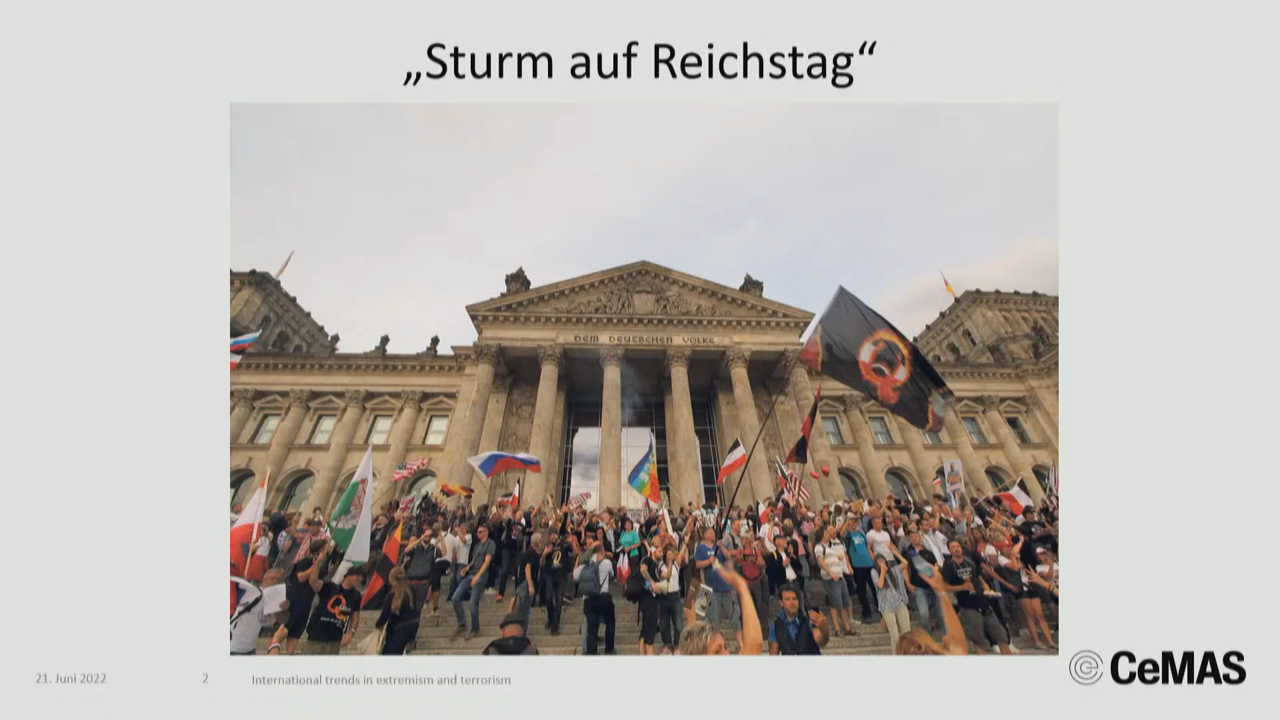 „Sturm auf Reichstag“
DEM DEUTSCHEN VOLKE
Q
21. Juni 2022
2
International trends in extremism and terrorism
CeMAS